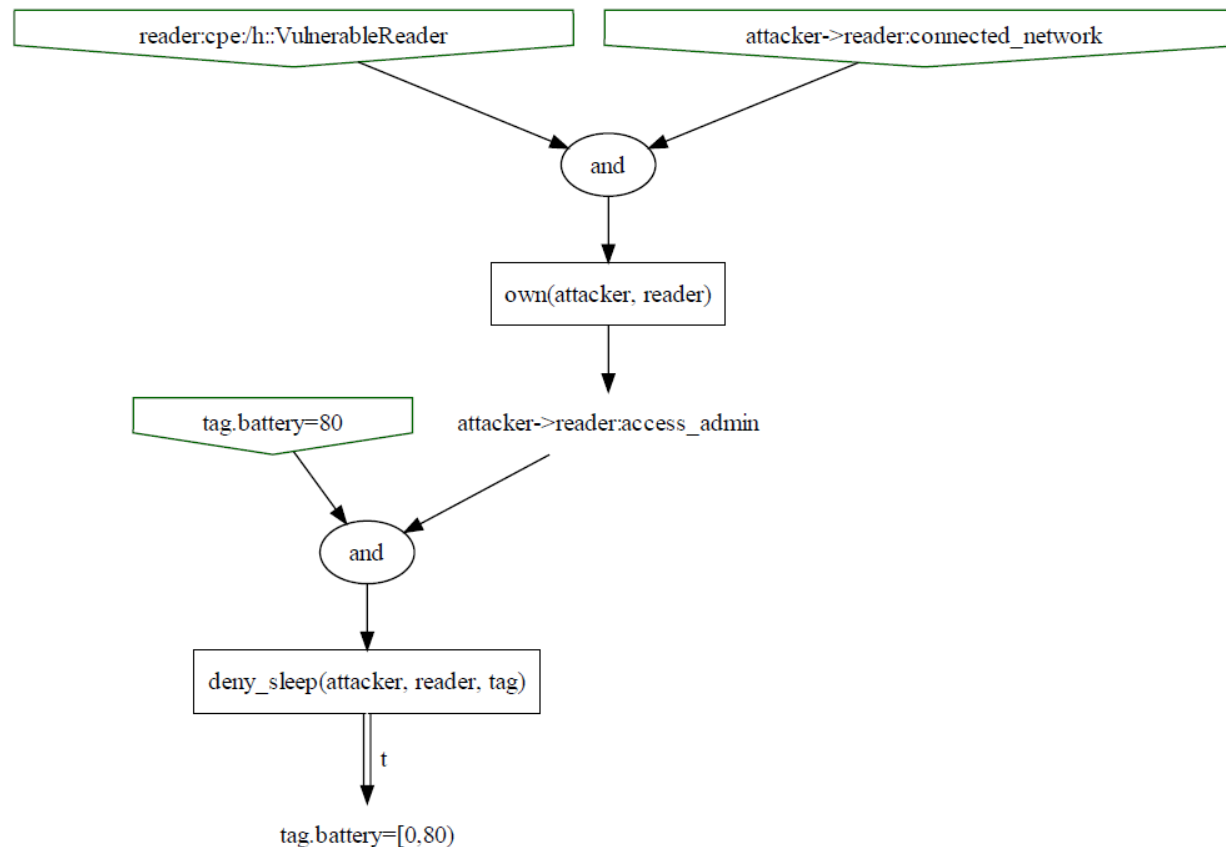 reader:cpe:/h::VulnerableReader
attacker->reader:connected_network
and
own(attacker, reader)
tag.battery=80
attacker->reader:access_admin
and
deny_sleep(attacker, reader, tag)
t
tag.battery=[0,80)